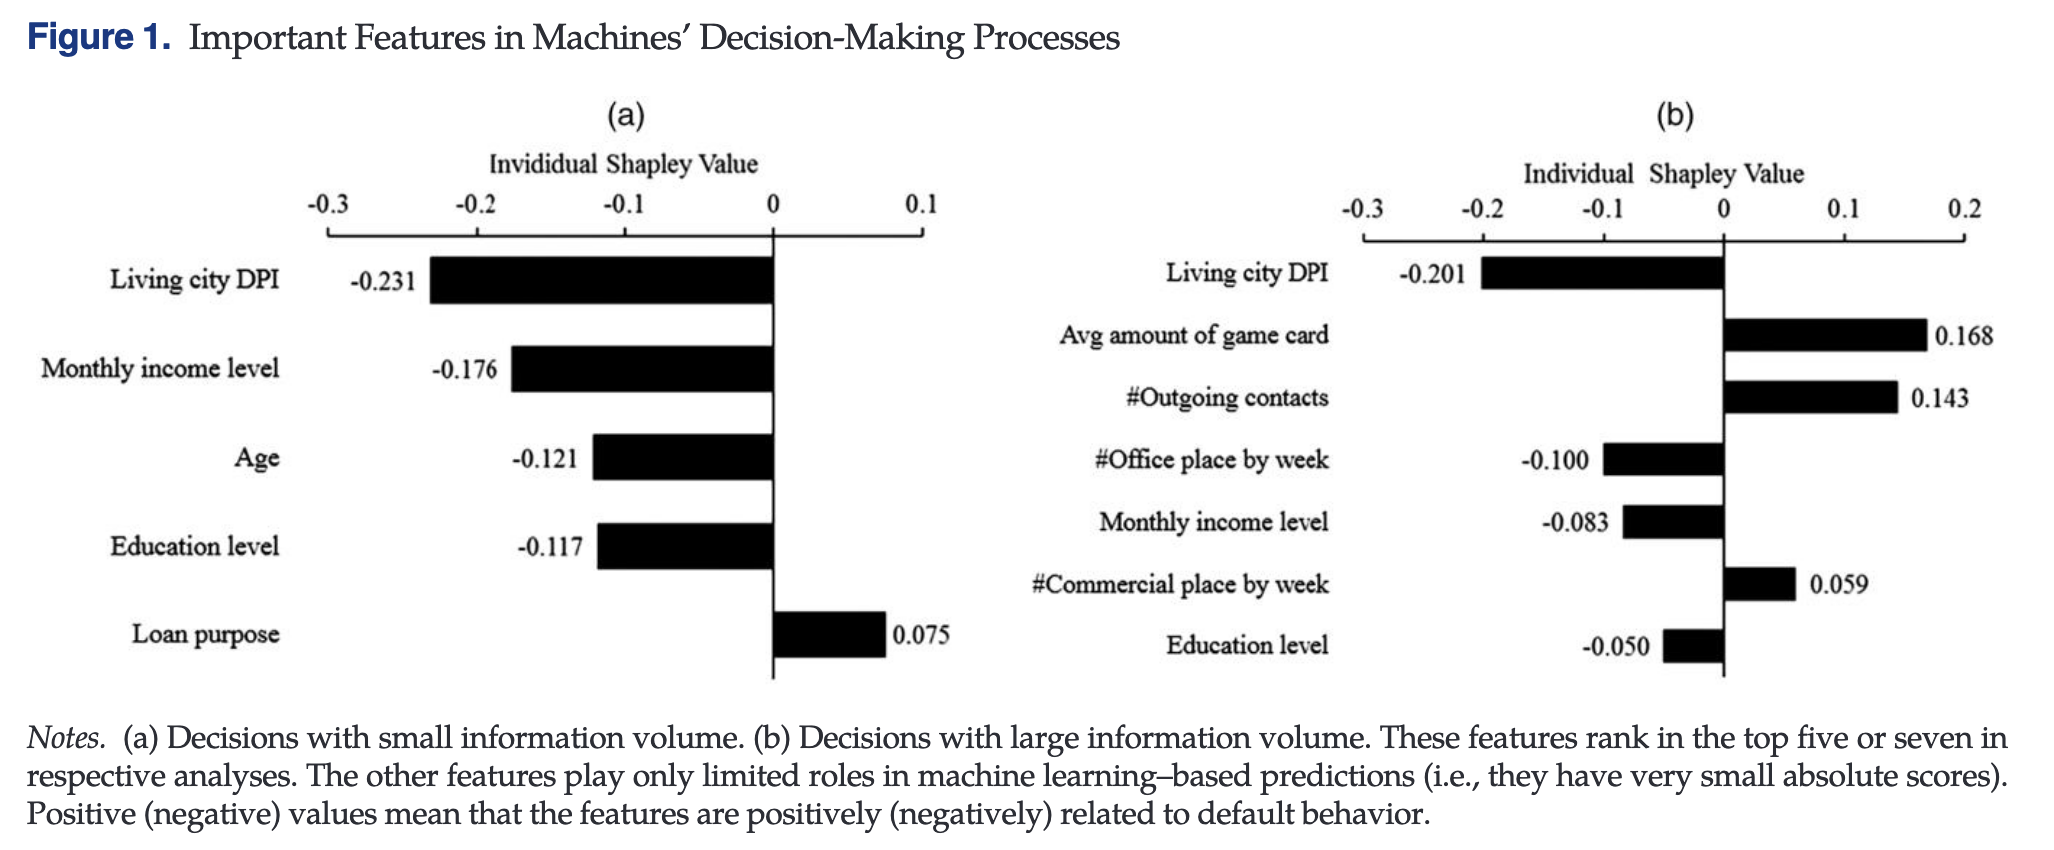 Figure 1. Important Features in Machines' Decision-Making Processes
(a)
Invididual Shapley Value
-0.3 -0.2 -0.1 0 0.1
Living city DPI -0.231
Monthly income level -0.176
Age -0.121
Education level -0.117
Loan purpose 0.075
(b)
Individual Shapley Value
-0.3 -0.2 -0.1 0 0.1 0.2
Living city DPI -0.201
Avg amount of game card 0.168
#Outgoing contacts 0.143
#Office place by week -0.100
Monthly income level -0.083
#Commercial place by week 0.059
Education level -0.050
Notes. (a) Decisions with small information volume. (b) Decisions with large information volume. These features rank in the top five or seven in
respective analyses. The other features play only limited roles in machine learning–based predictions (i.e., they have very small absolute scores).
Positive (negative) values mean that the features are positively (negatively) related to default behavior.